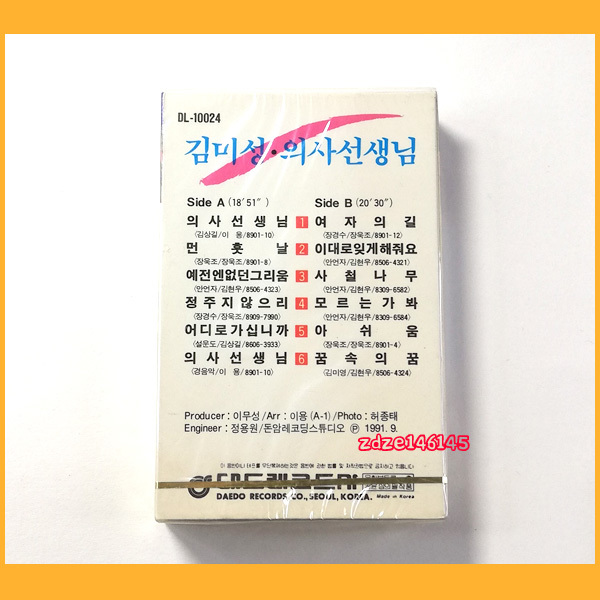 DL-10024
김미성·의사선생님
Side A (18′51″)
의사선생님 1
(김상길/이 용/8901-10)
먼 훗 날 2
(장욱조/장욱조/8901-8)
예전엔없던그리움 3
(안언자/김현우/8506-4323)
정주지않으리 4
(장경수/장욱조/8909-7990)
어디로가십니까 5
(설운도/김상길/8606-3933)
의사선생님 6
(경음악/이 용/8901-10)
Side B (20′30″)
여자의길
(장경수/장욱조/8901-12)
이대로잊게해줘요
(안언자/김현우/8506-4321)
사철나무
(안언자/김현우/8309-6582)
모르는가봐
(안언자/김현우/8309-6584)
아 쉬 움
(장욱조/장욱조/8901-4)
꿈속의꿈
(김미영/김현우/8506-4324)
Producer : 이무성/Arr : 이용(A-1)/Photo : 허종태
Engineer : 정용원/돈암레코딩스튜디오 ℗ 1991. 9.
zdze146145
대도레코드사
DAEDO RECORDS CO., SEOUL, KOREA.
Made in Korea